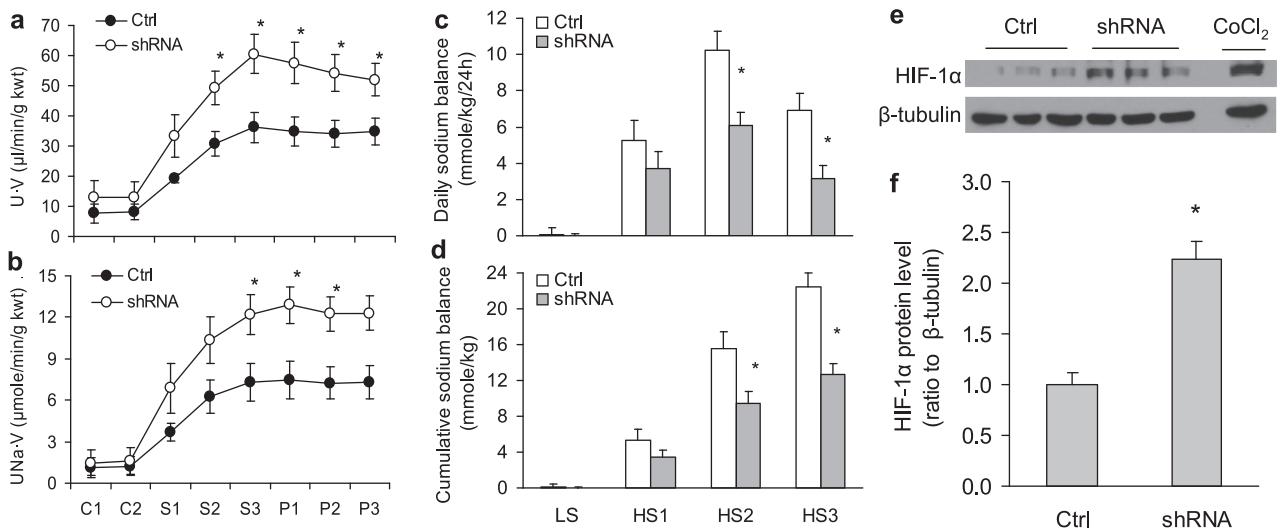 a
Ctrl
shRNA
U·V (µl/min/g kwt)
70
60
50
40
30
20
10
0
* * * * *
b
Ctrl
shRNA
UNa·V (µmole/min/g kwt) .
15
12
9
6
3
0
* * *
C1 C2 S1 S2 S3 P1 P2 P3
c
Ctrl
shRNA
Daily sodium balance
(mmole/kg/24h)
12
10
8
6
4
2
0
* *
d
Ctrl
shRNA
Cumulative sodium balance
(mmole/kg)
24
20
16
12
8
4
0
* *
LS HS1 HS2 HS3
e
Ctrl shRNA CoCl2
HIF-1α
β-tubulin
f
HIF-1α protein level
(ratio to β-tubulin)
3.0
2.5
2.0
1.5
1.0
0.5
0.0
*
Ctrl shRNA